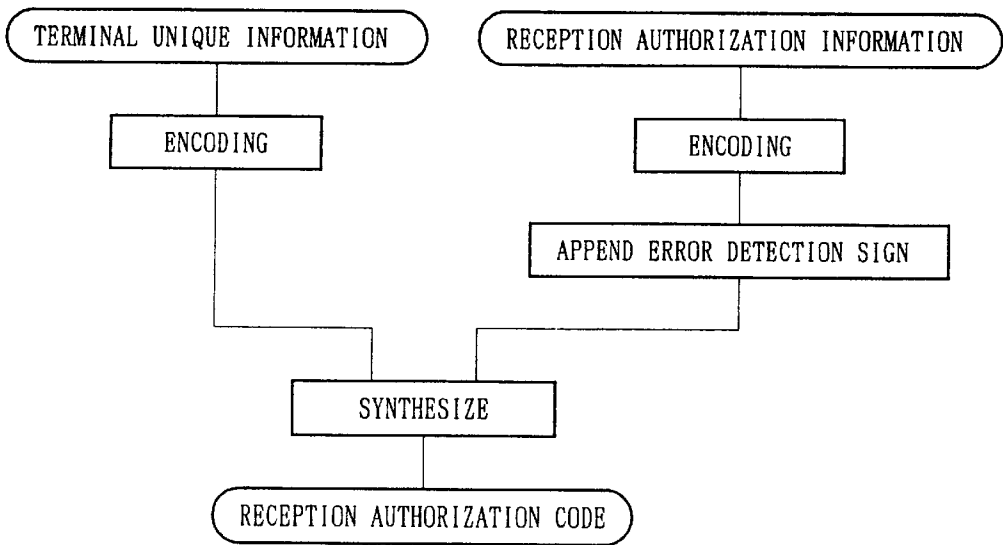 TERMINAL UNIQUE INFORMATION
RECEPTION AUTHORIZATION INFORMATION
ENCODING
ENCODING
APPEND ERROR DETECTION SIGN
SYNTHESIZE
RECEPTION AUTHORIZATION CODE